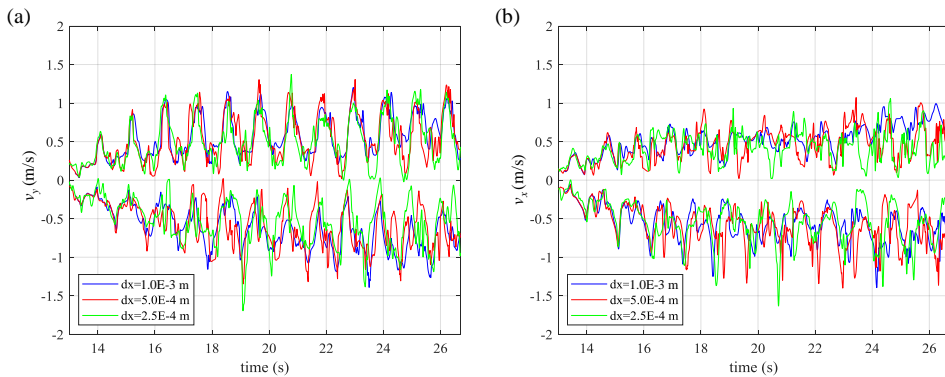 (a)
2
1.5
1
0.5
0
-0.5
-1
-1.5
-2
v_y (m/s)
dx=1.0E-3 m
dx=5.0E-4 m
dx=2.5E-4 m
14 16 18 20 22 24 26
time (s)
(b)
2
1.5
1
0.5
0
-0.5
-1
-1.5
-2
v_x (m/s)
dx=1.0E-3 m
dx=5.0E-4 m
dx=2.5E-4 m
14 16 18 20 22 24 26
time (s)